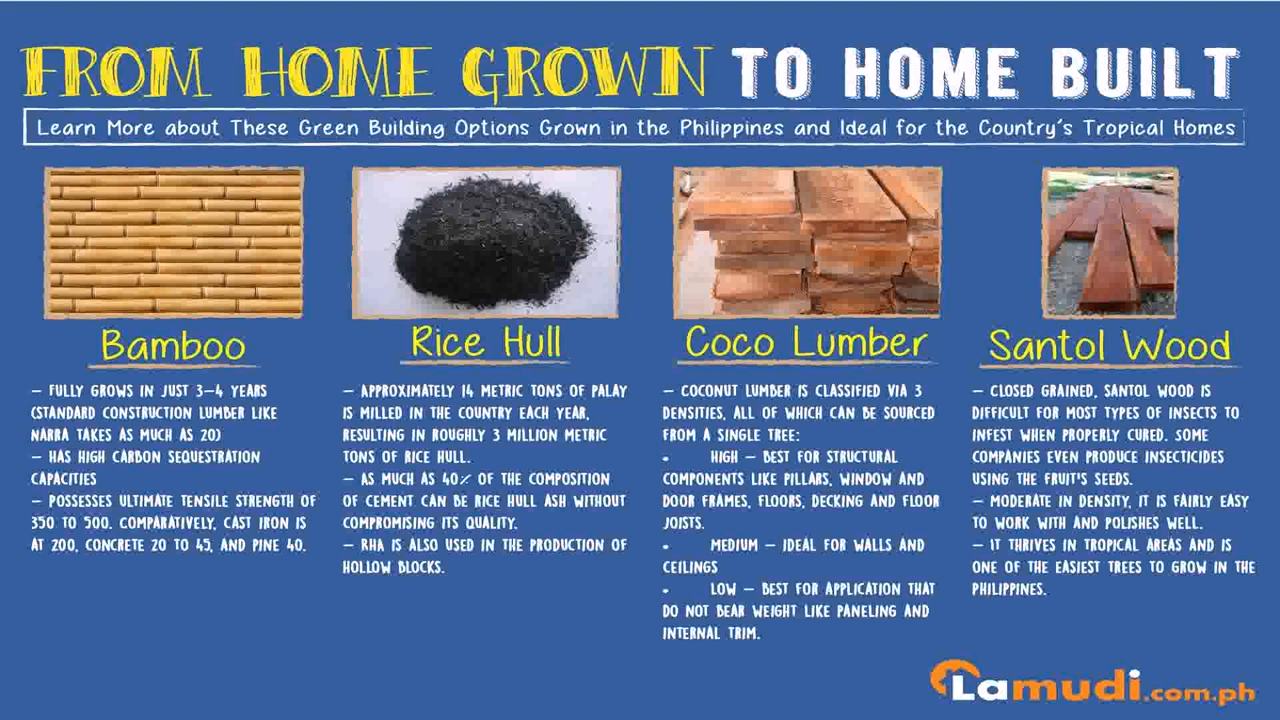 FROM HOME GROWN TO HOME BUILT
Learn More about These Green Building Options Grown in the Philippines and Ideal for the Country's Tropical Homes
Bamboo
– FULLY GROWS IN JUST 3–4 YEARS
(STANDARD CONSTRUCTION LUMBER LIKE
NARRA TAKES AS MUCH AS 20)
– HAS HIGH CARBON SEQUESTRATION
CAPACITIES
– POSSESSES ULTIMATE TENSILE STRENGTH OF
350 TO 500. COMPARATIVELY, CAST IRON IS
AT 200, CONCRETE 20 TO 45, AND PINE 40.
Rice Hull
– APPROXIMATELY 14 METRIC TONS OF PALAY
IS MILLED IN THE COUNTRY EACH YEAR,
RESULTING IN ROUGHLY 3 MILLION METRIC
TONS OF RICE HULL.
– AS MUCH AS 40% OF THE COMPOSITION
OF CEMENT CAN BE RICE HULL ASH WITHOUT
COMPROMISING ITS QUALITY.
– RHA IS ALSO USED IN THE PRODUCTION OF
HOLLOW BLOCKS.
Coco Lumber
– COCONUT LUMBER IS CLASSIFIED VIA 3
DENSITIES, ALL OF WHICH CAN BE SOURCED
FROM A SINGLE TREE:
• HIGH – BEST FOR STRUCTURAL
COMPONENTS LIKE PILLARS, WINDOW AND
DOOR FRAMES, FLOORS, DECKING AND FLOOR
JOISTS.
• MEDIUM – IDEAL FOR WALLS AND
CEILINGS
• LOW – BEST FOR APPLICATION THAT
DO NOT BEAR WEIGHT LIKE PANELING AND
INTERNAL TRIM.
Santol Wood
– CLOSED GRAINED, SANTOL WOOD IS
DIFFICULT FOR MOST TYPES OF INSECTS TO
INFEST WHEN PROPERLY CURED. SOME
COMPANIES EVEN PRODUCE INSECTICIDES
USING THE FRUIT'S SEEDS.
– MODERATE IN DENSITY, IT IS FAIRLY EASY
TO WORK WITH AND POLISHES WELL.
– IT THRIVES IN TROPICAL AREAS AND IS
ONE OF THE EASIEST TREES TO GROW IN THE
PHILIPPINES.
Lamudi.com.ph